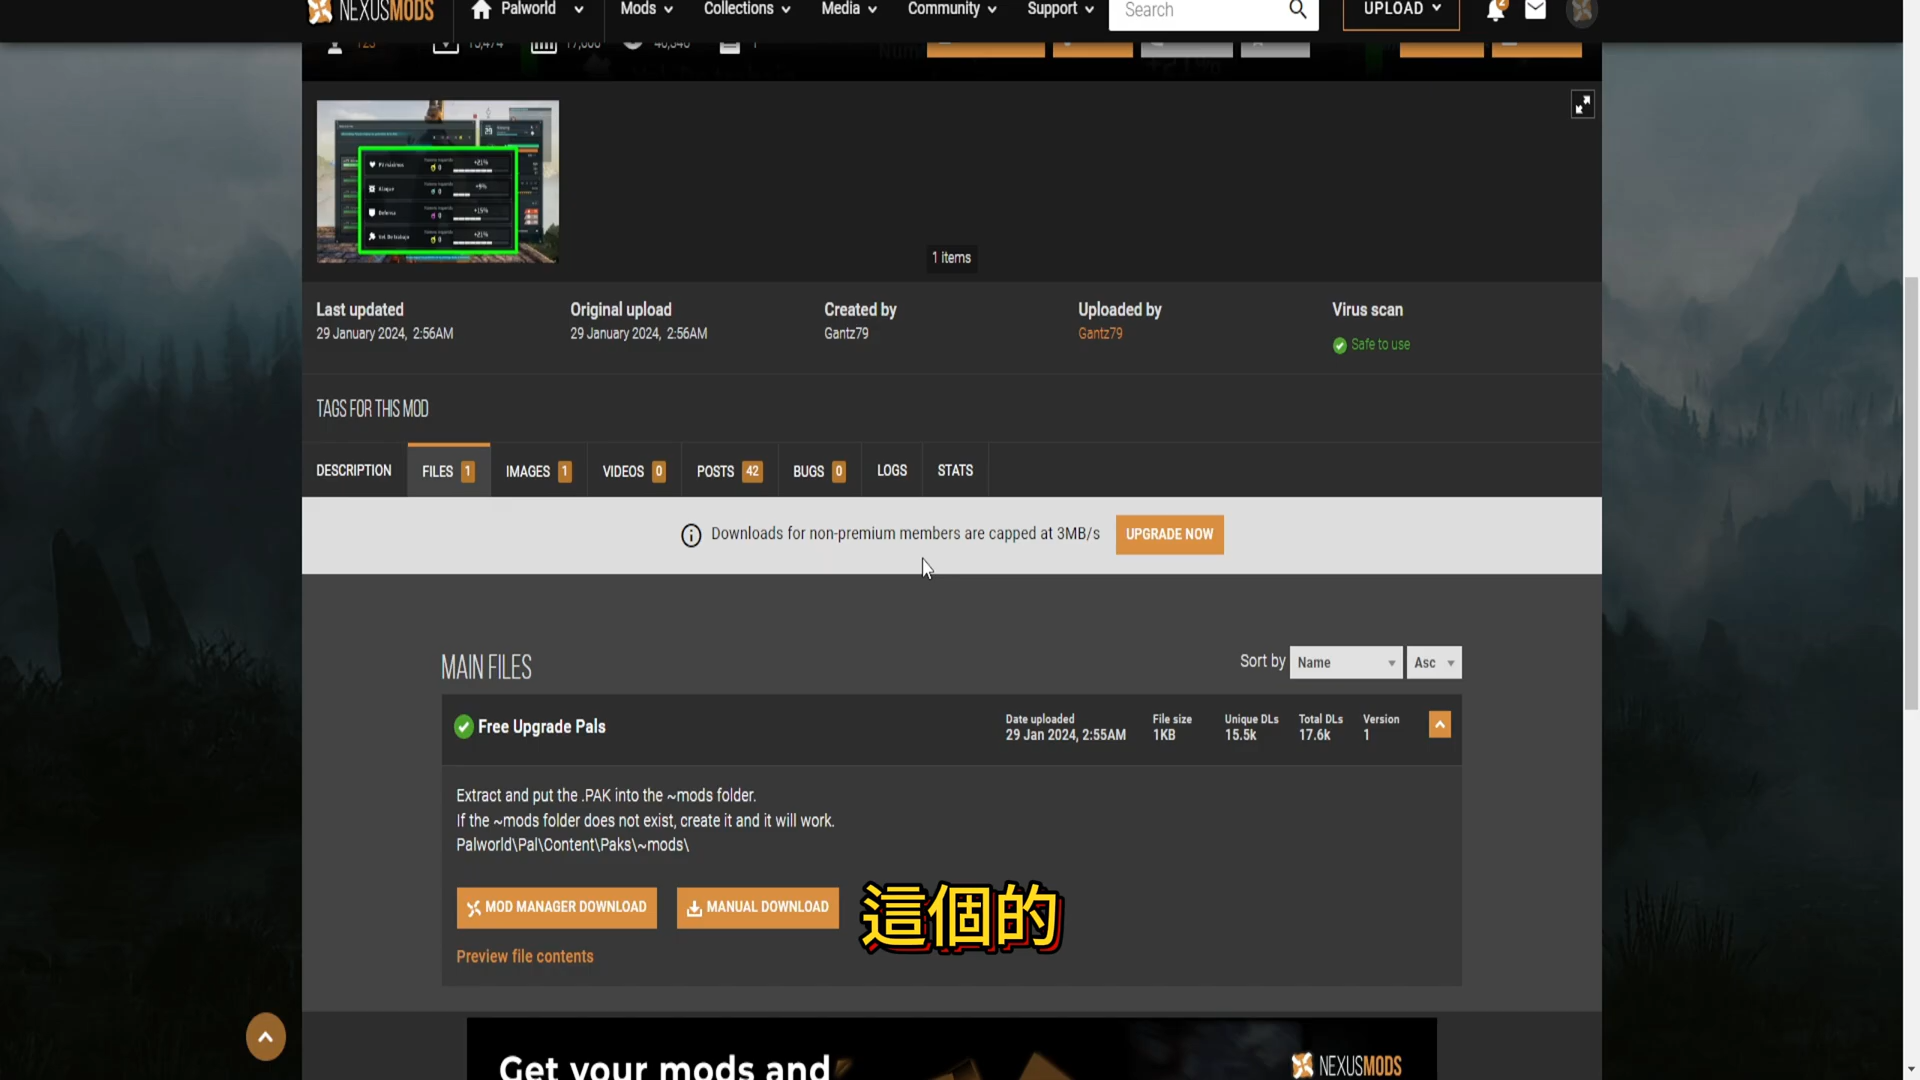 NEXUSMODS
Palworld
Mods
Collections
Media
Community
Support
Search
UPLOAD
2
1 items
Last updated
29 January 2024, 2:56AM
Original upload
29 January 2024, 2:56AM
Created by
Gantz79
Uploaded by
Gantz79
Virus scan
Safe to use
TAGS FOR THIS MOD
DESCRIPTION
FILES 1
IMAGES 1
VIDEOS 0
POSTS 42
BUGS 0
LOGS
STATS
Downloads for non-premium members are capped at 3MB/s
UPGRADE NOW
MAIN FILES
Sort by
Name
Asc
Free Upgrade Pals
Date uploaded
29 Jan 2024, 2:55AM
File size
1KB
Unique DLs
15.5k
Total DLs
17.6k
Version
1
Extract and put the .PAK into the ~mods folder.
If the ~mods folder does not exist, create it and it will work.
Palworld\Pal\Content\Paks\~mods\
MOD MANAGER DOWNLOAD
MANUAL DOWNLOAD
這個的
Preview file contents
Get your mods and
NEXUSMODS